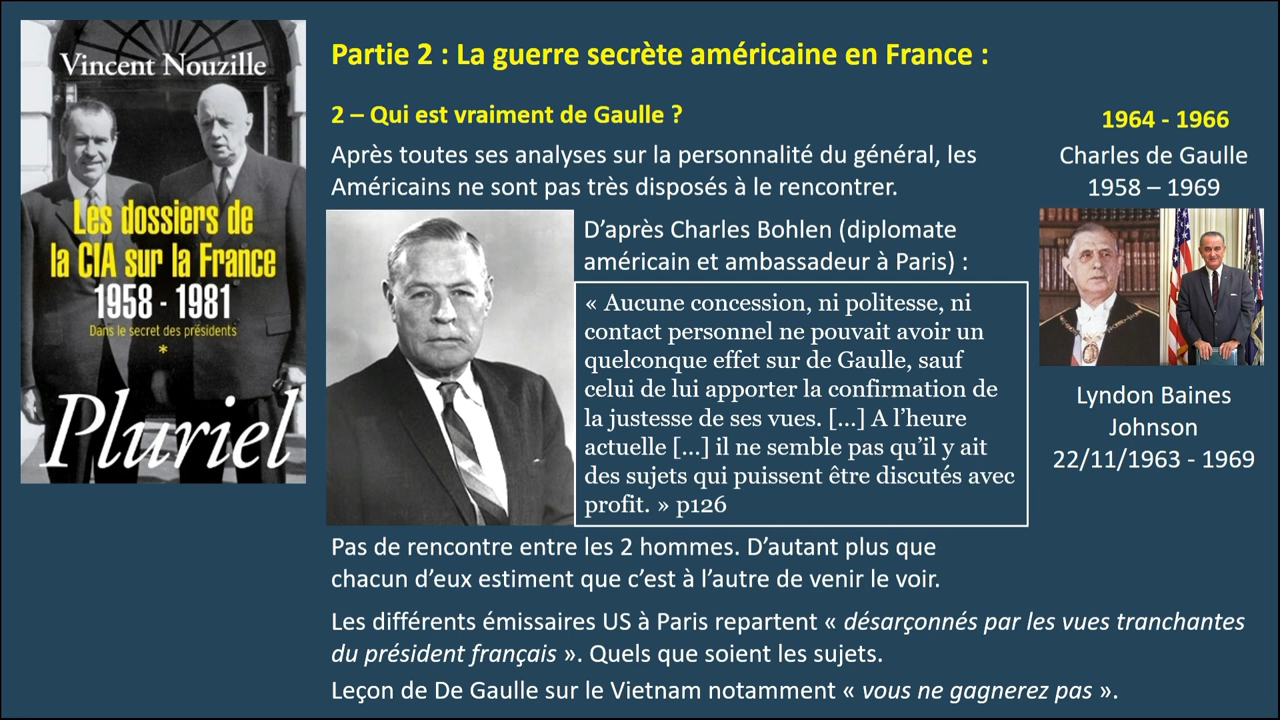 Vincent Nouzille
Les dossiers de
la CIA sur la France
1958 - 1981
Dans le secret des présidents
*
Pluriel
Partie 2 : La guerre secrète américaine en France :
2 – Qui est vraiment de Gaulle ?
Après toutes ses analyses sur la personnalité du général, les
Américains ne sont pas très disposés à le rencontrer.
D’après Charles Bohlen (diplomate
américain et ambassadeur à Paris) :
« Aucune concession, ni politesse, ni
contact personnel ne pouvait avoir un
quelconque effet sur de Gaulle, sauf
celui de lui apporter la confirmation de
la justesse de ses vues. [...] A l’heure
actuelle [...] il ne semble pas qu’il y ait
des sujets qui puissent être discutés avec
profit. » p126
1964 - 1966
Charles de Gaulle
1958 – 1969
Lyndon Baines
Johnson
22/11/1963 - 1969
Pas de rencontre entre les 2 hommes. D’autant plus que
chacun d’eux estiment que c’est à l’autre de venir le voir.
Les différents émissaires US à Paris repartent « désarçonnés par les vues tranchantes
du président français ». Quels que soient les sujets.
Leçon de De Gaulle sur le Vietnam notamment « vous ne gagnerez pas ».